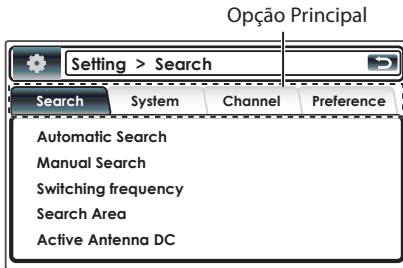 Opção Principal
Setting > Search
Search System Channel Preference
Automatic Search
Manual Search
Switching frequency
Search Area
Active Antenna DC